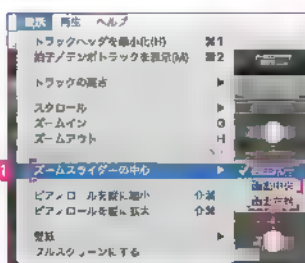 再生 ヘルプ
トラックヘッダを最小化(H) ⌘1
拍子/テンポトラックを表示(M) ⌘2
トラックの高さ ▶
スクロール ▶
ズームイン G
ズームアウト H
1 ズームスライダーの中心 ▶
ピアノロールを縦に縮小
ピアノロールを縦に拡大
壁紙 ▶
フルスクリーンにする